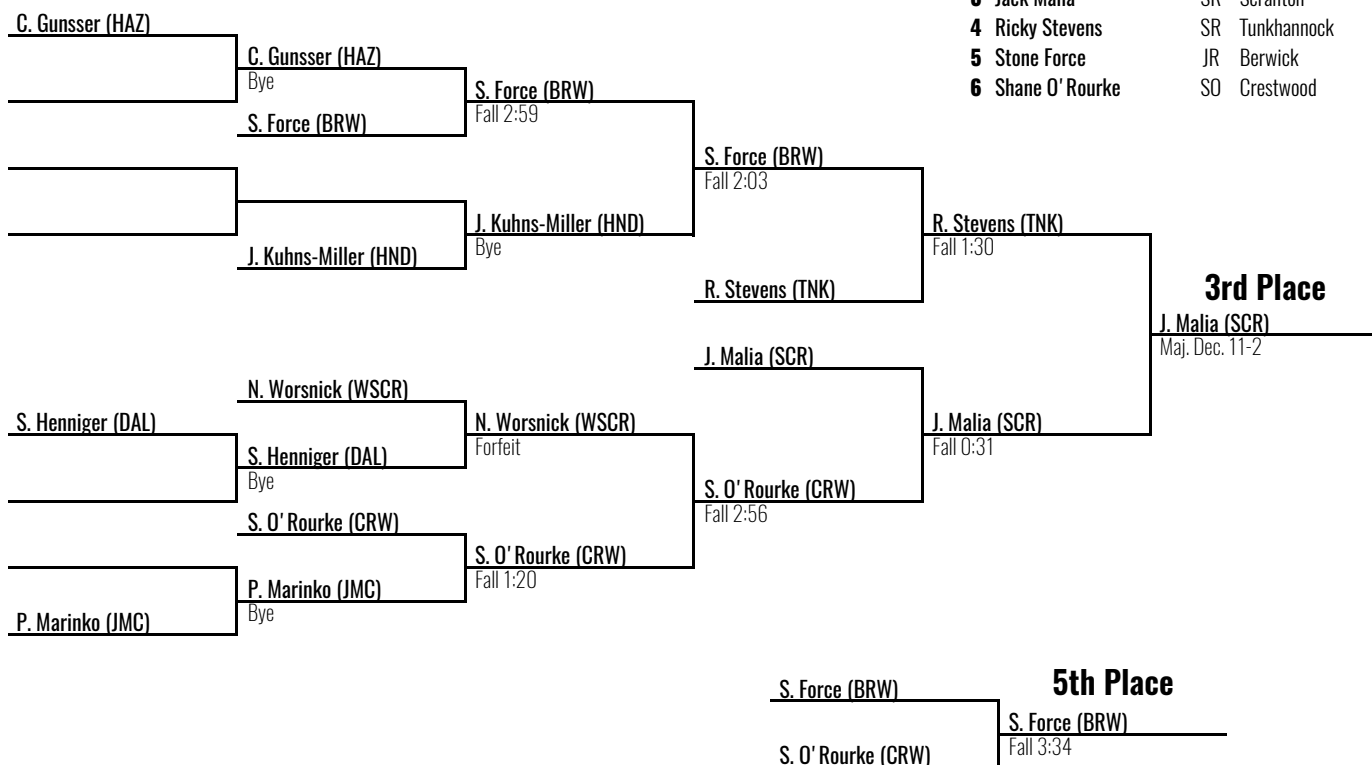 3 Jack Malia SR Scranton
4 Ricky Stevens SR Tunkhannock
5 Stone Force JR Berwick
6 Shane O'Rourke SO Crestwood
C. Gunsser (HAZ)
C. Gunsser (HAZ)
Bye
S. Force (BRW)
S. Force (BRW)
Fall 2:59
S. Force (BRW)
Fall 2:03
J. Kuhns-Miller (HND)
J. Kuhns-Miller (HND)
Bye
R. Stevens (TNK)
R. Stevens (TNK)
Fall 1:30
3rd Place
J. Malia (SCR)
Maj. Dec. 11-2
J. Malia (SCR)
J. Malia (SCR)
Fall 0:31
N. Worsnick (WSCR)
N. Worsnick (WSCR)
Forfeit
S. Henniger (DAL)
S. Henniger (DAL)
Bye
S. O'Rourke (CRW)
Fall 2:56
S. O'Rourke (CRW)
S. O'Rourke (CRW)
Fall 1:20
P. Marinko (JMC)
Bye
P. Marinko (JMC)
5th Place
S. Force (BRW)
S. Force (BRW)
Fall 3:34
S. O'Rourke (CRW)